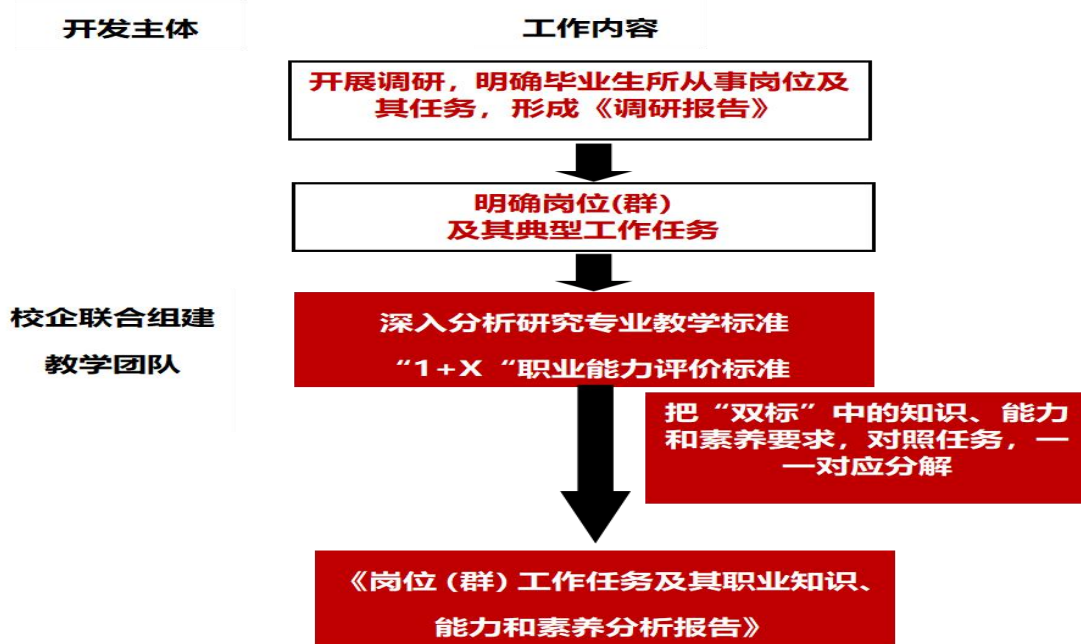 开发主体
工作内容
开展调研，明确毕业生所从事岗位及
其任务，形成《调研报告》
明确岗位(群)
及其典型工作任务
校企联合组建
教学团队
深入分析研究专业教学标准
“1+X“职业能力评价标准
把“双标”中的知识、能力
和素养要求，对照任务，一
一对应分解
《岗位(群)工作任务及其职业知识、
能力和素养分析报告》